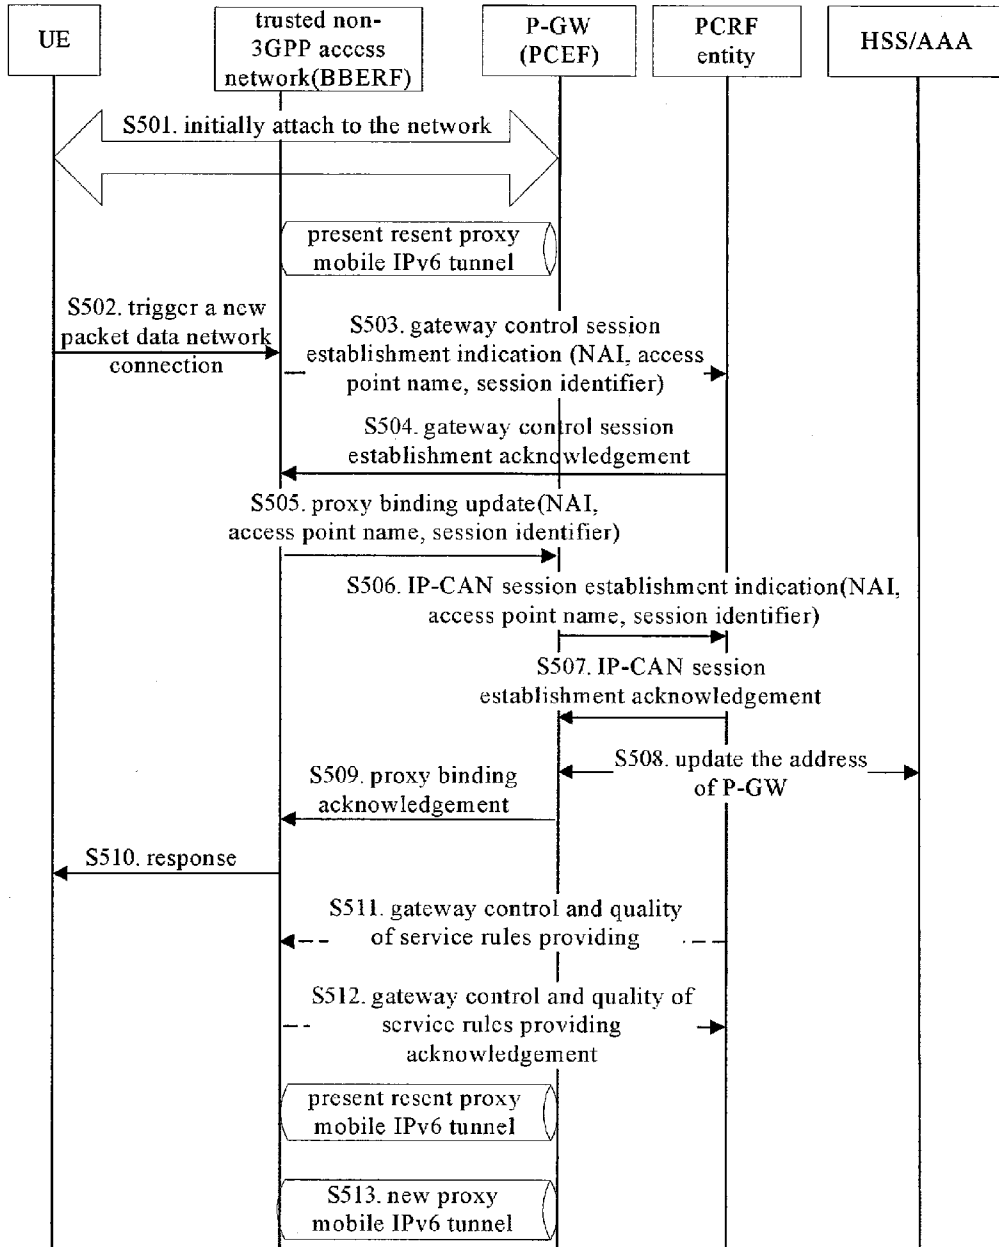 UE
trusted non-
3GPP access
network(BBERF)
P-GW
(PCEF)
PCRF
entity
HSS/AAA
S501. initially attach to the network
present resent proxy
mobile IPv6 tunnel
S502. trigger a new
packet data network
connection
S503. gateway control session
establishment indication (NAI, access
point name, session identifier)
S504. gateway control session
establishment acknowledgement
S505. proxy binding update(NAI,
access point name, session identifier)
S506. IP-CAN session establishment indication(NAI,
access point name, session identifier)
S507. IP-CAN session
establishment acknowledgement
S508. update the address
of P-GW
S509. proxy binding
acknowledgement
S510. response
S511. gateway control and quality
of service rules providing
S512. gateway control and quality of
service rules providing
acknowledgement
present resent proxy
mobile IPv6 tunnel
S513. new proxy
mobile IPv6 tunnel